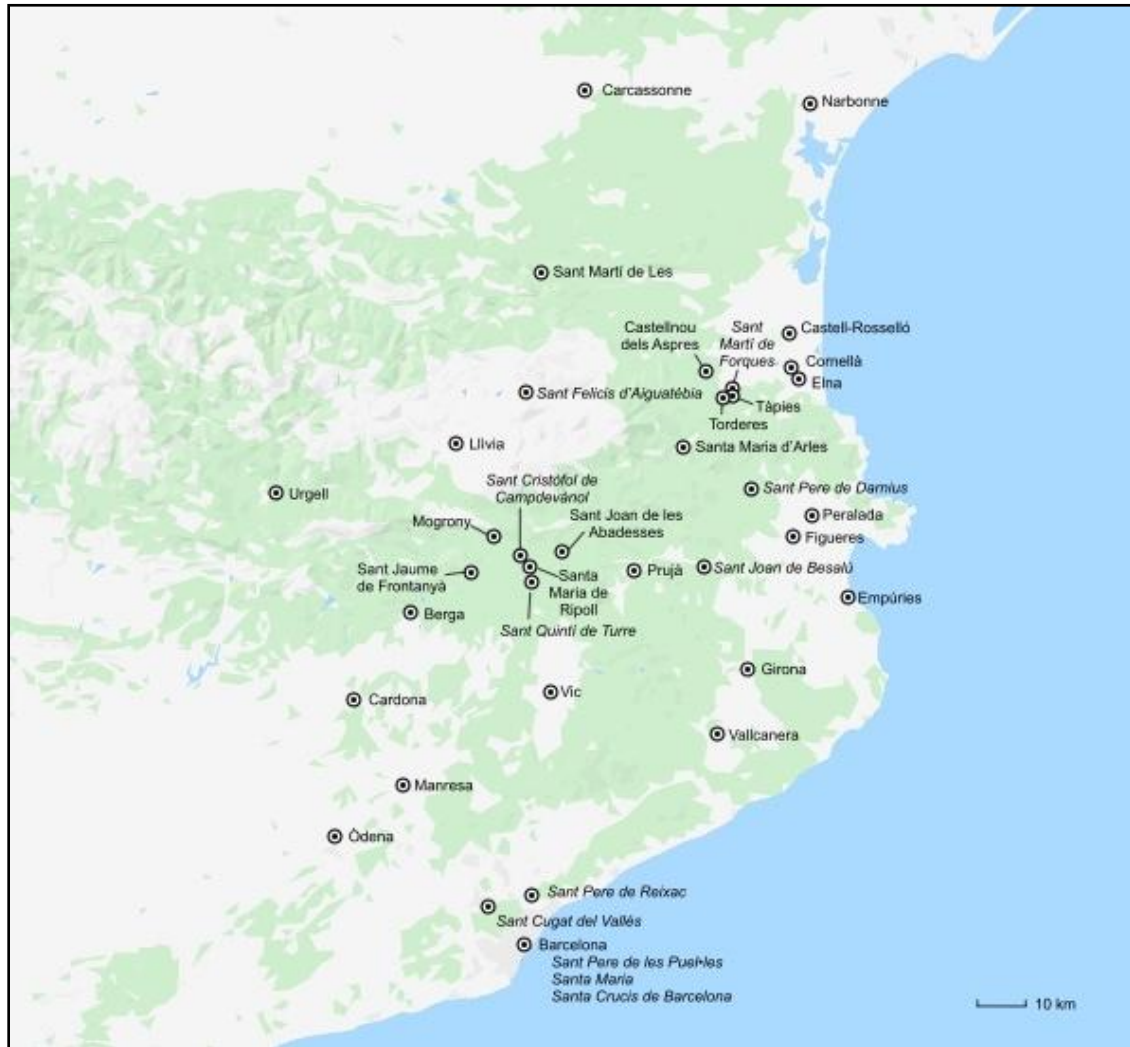 Carcassonne
Narbonne
Sant Martí de Les
Castellnou
dels Aspres
Sant
Martí de
Forques
Castell-Rosselló
Cornellà
Elna
Sant Felicis d'Aiguatébia
Tàpies
Torderes
Llívia
Santa Maria d'Arles
Urgell
Sant Cristòfol de
Campdevànol
Sant Pere de Darnius
Mogrony
Sant Joan de les
Abadesses
Peralada
Figueres
Sant Jaume
de Frontanyà
Santa
Maria de
Ripoll
Prujà
Sant Joan de Besalú
Empúries
Berga
Sant Quintí de Turre
Girona
Cardona
Vic
Vallcanera
Manresa
Òdena
Sant Pere de Reixac
Sant Cugat del Vallés
Barcelona
Sant Pere de les Puel•les
Santa Maria
Santa Crucis de Barcelona
10 km